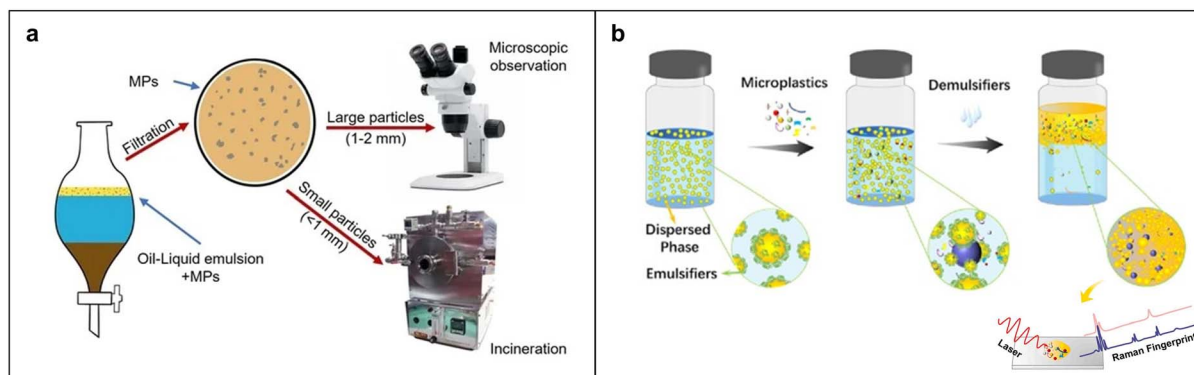 a
MPs
Filtration
Microscopic
observation
Large particles
(1-2 mm)
Small particles
(<1 mm)
Oil-Liquid emulsion
+MPs
Incineration
b
Microplastics
Demulsifiers
Dispersed
Phase
Emulsifiers
Laser
Raman Fingerprint